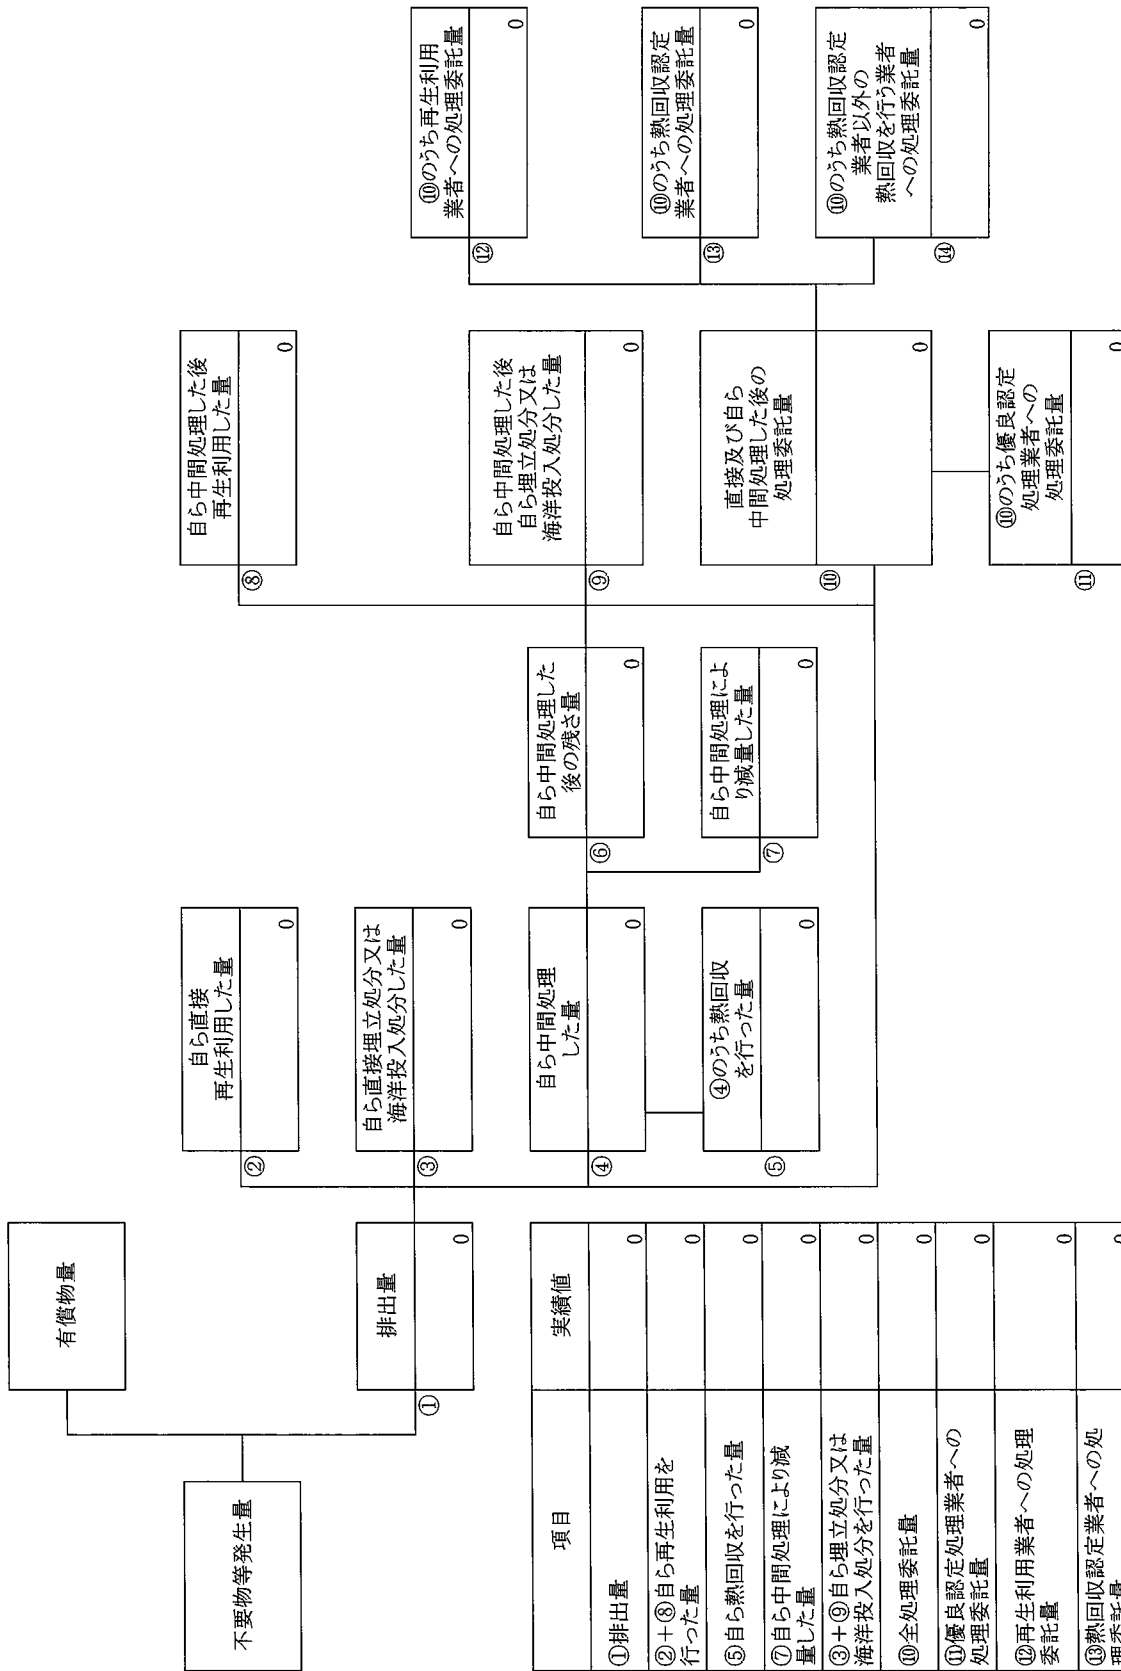 不要物等発生量
有償物量
排出量
①
0
自ら直接
再生利用した量
②
0
自ら直接埋立処分又は
海洋投入処分した量
③
0
自ら中間処理
した量
④
0
④のうち熱回収
を行った量
⑤
0
自ら中間処理した
後の残さ量
⑥
0
自ら中間処理によ
り減量した量
⑦
0
自ら中間処理した後
再生利用した量
⑧
0
自ら中間処理した後
自ら埋立処分又は
海洋投入処分した量
⑨
0
直接及び自ら
中間処理した後の
処理委託量
⑩
0
⑩のうち優良認定
処理業者への
処理委託量
⑪
0
⑩のうち再生利用
業者への処理委託量
⑫
0
⑩のうち熱回収認定
業者への処理委託量
⑬
0
⑩のうち熱回収認定
業者以外の
熱回収を行う業者
への処理委託量
⑭
0
項目
実績値
①排出量
0
②+⑧自ら再生利用を
行った量
0
⑤自ら熱回収を行った量
0
⑦自ら中間処理により減
量した量
0
③+⑨自ら埋立処分又は
海洋投入処分を行った量
0
⑩全処理委託量
0
⑪優良認定処理業者への
処理委託量
0
⑫再生利用業者への処理
委託量
0
⑬熱回収認定業者への処
理委託量
0